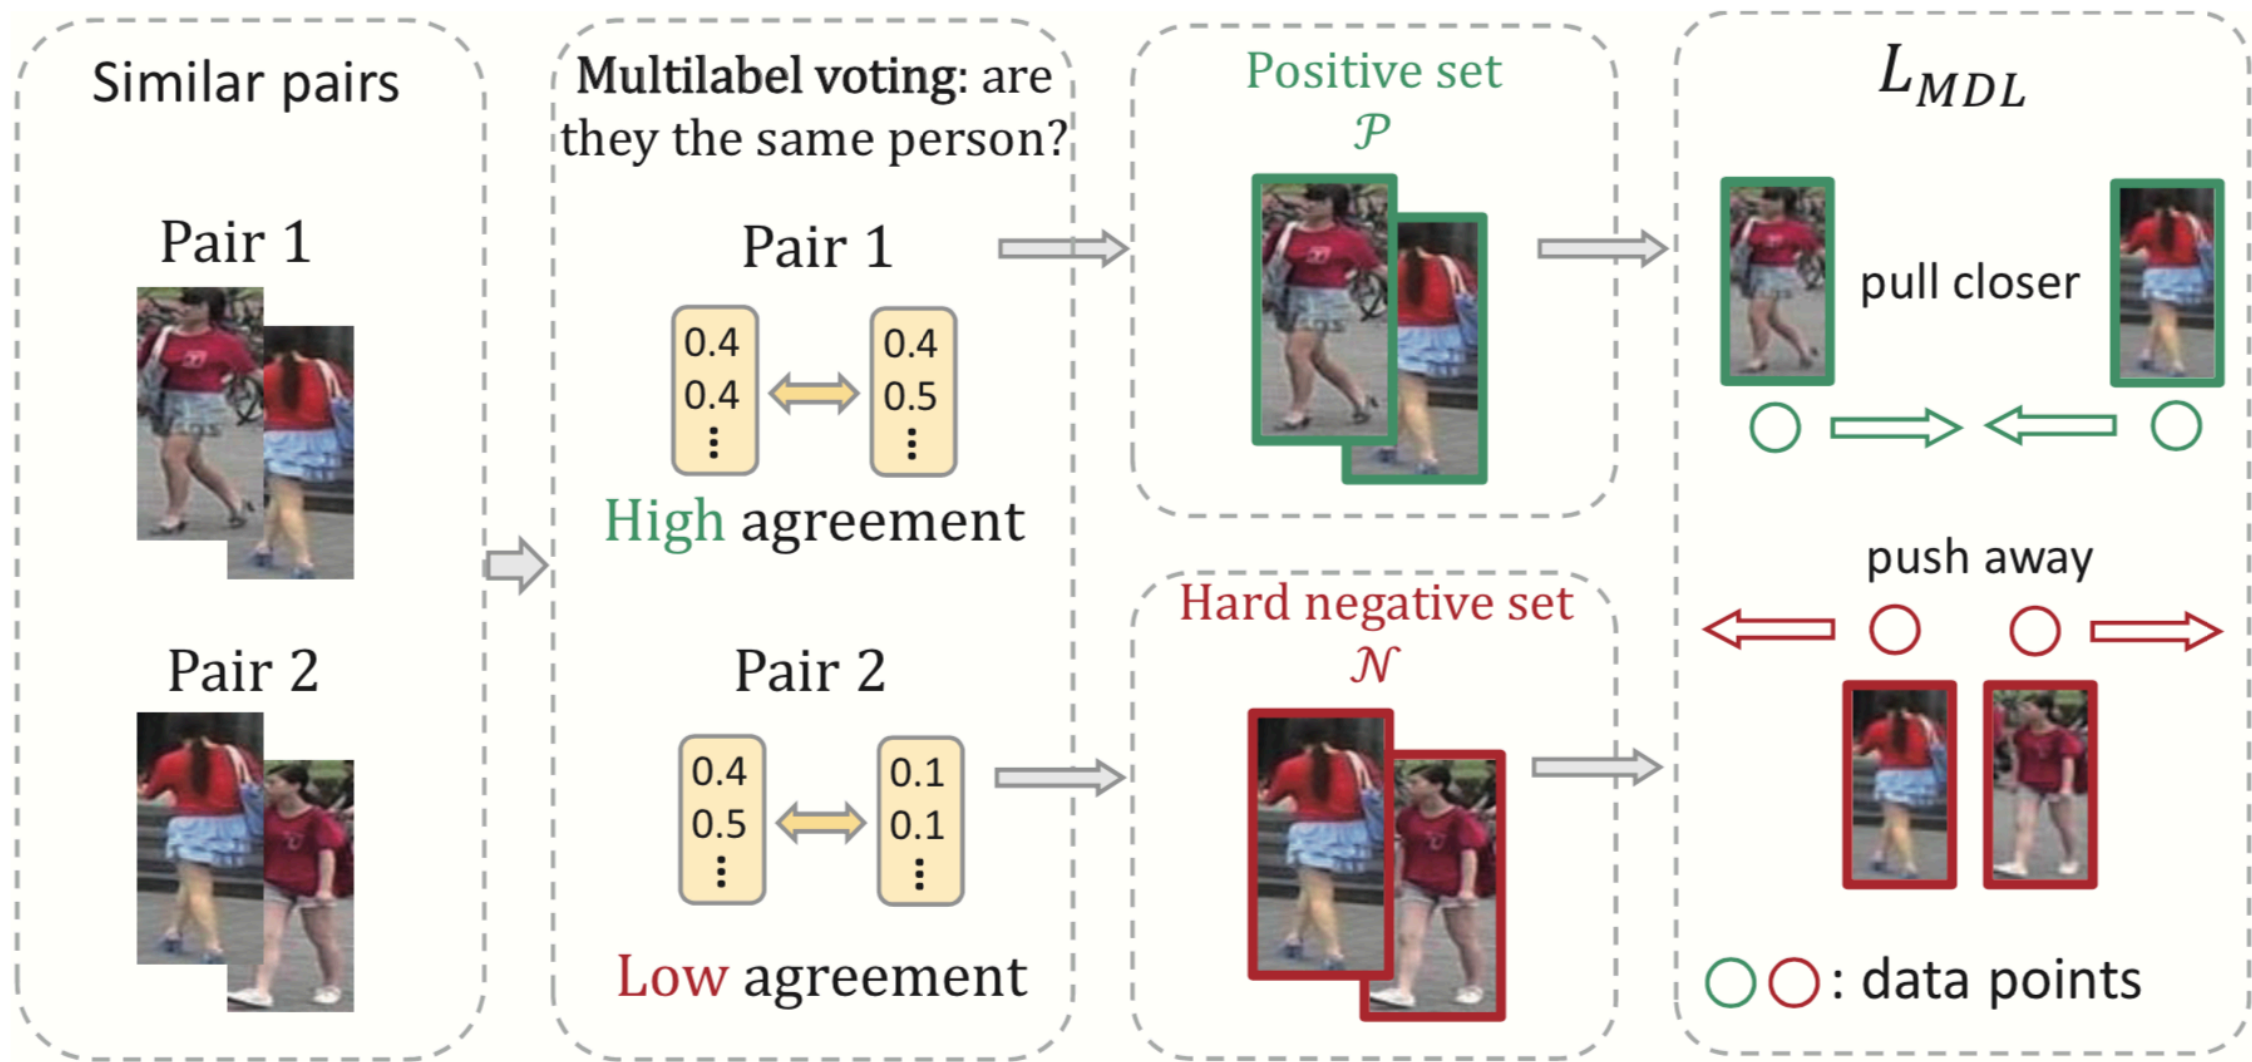 Similar pairs
Pair 1
Pair 2
Multilabel voting: are
they the same person?
Pair 1
0.4
0.4
⋮
0.4
0.5
⋮
High agreement
Pair 2
0.4
0.5
⋮
0.1
0.1
⋮
Low agreement
Positive set
𝒫
Hard negative set
𝒩
L_{MDL}
pull closer
push away
: data points